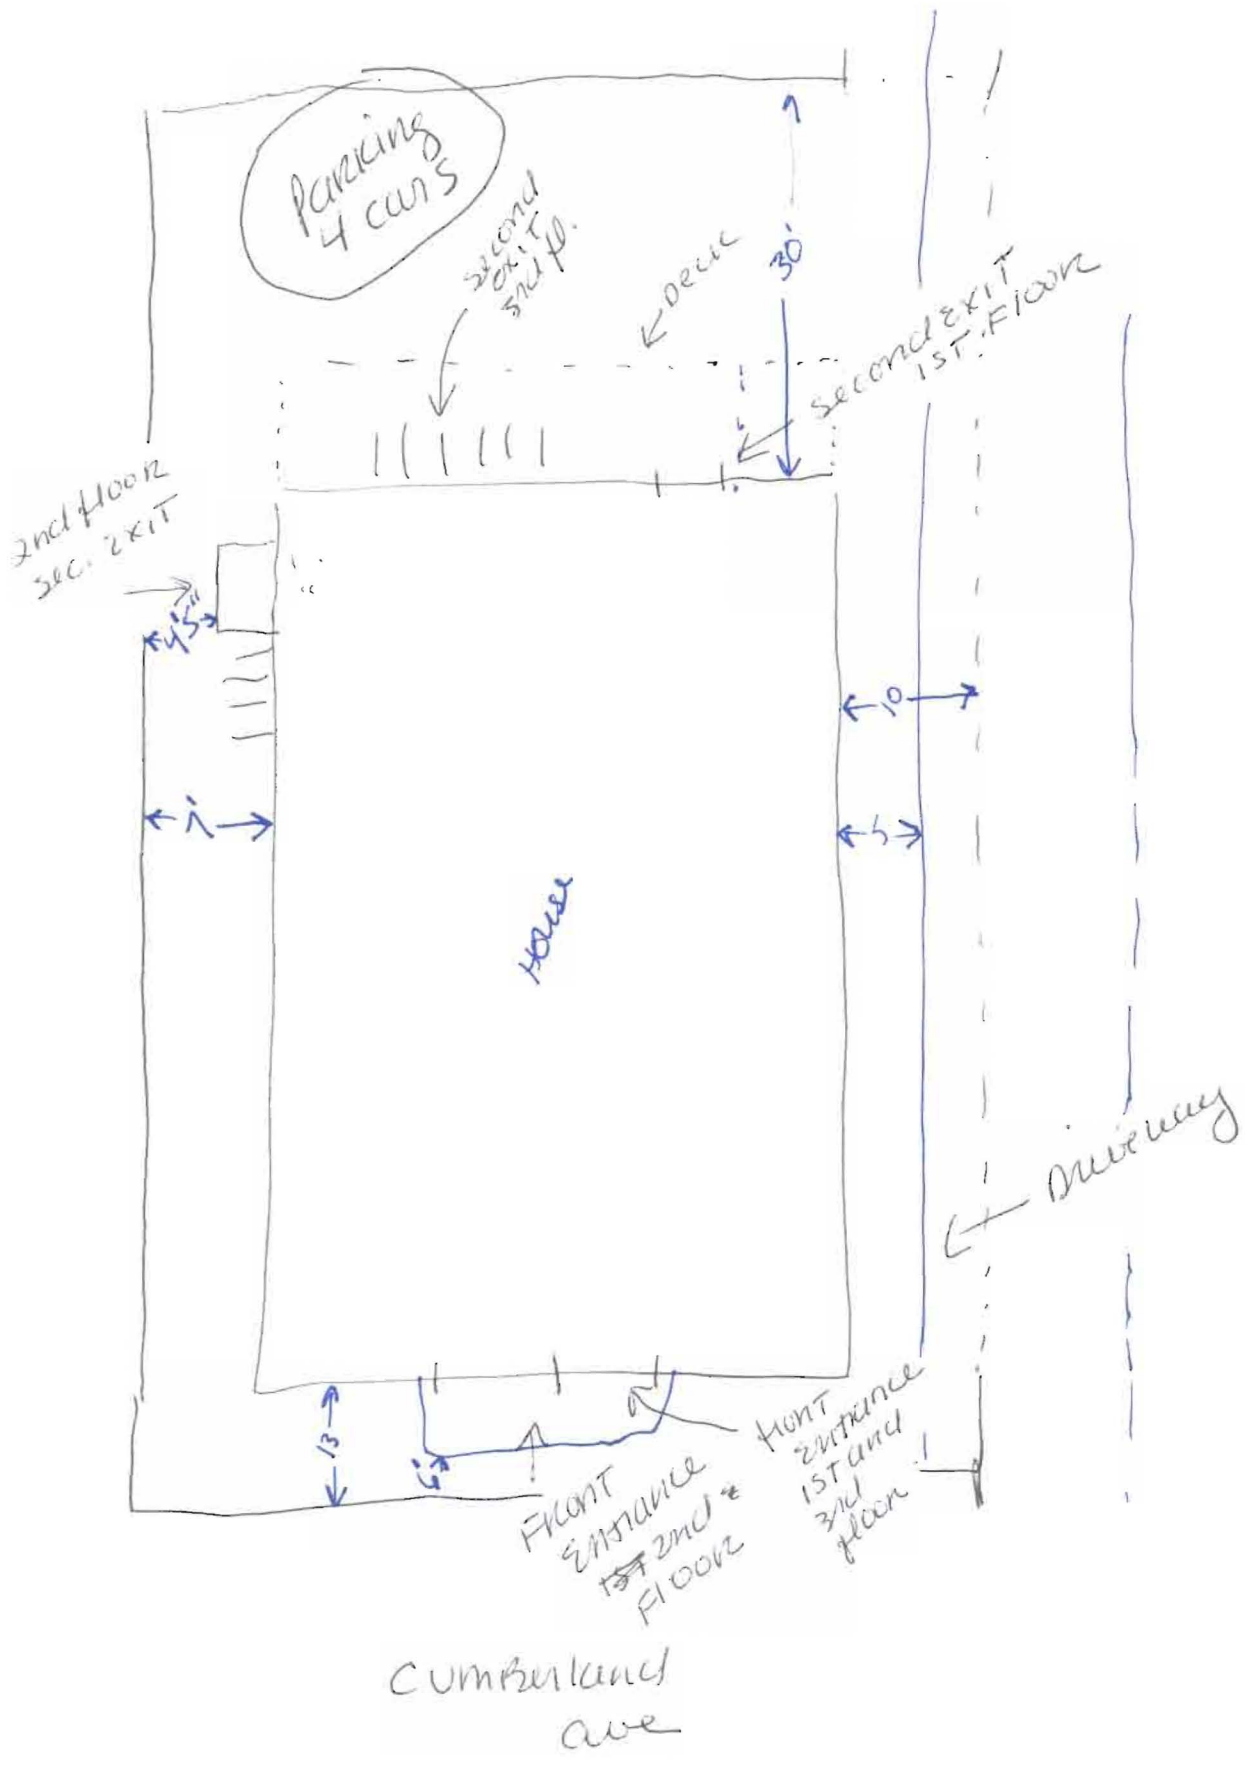 Parking
4 cars
second
exit
3rd fl.
Deck
30'
second exit
1ST. Floor
2nd floor
sec. exit
4'5"
10
7'
5
House
Driveway
13
6'
Front
entrance
1ST 2nd
Floor
front
entrance
1ST and
3rd
floor
Cumberland
ave